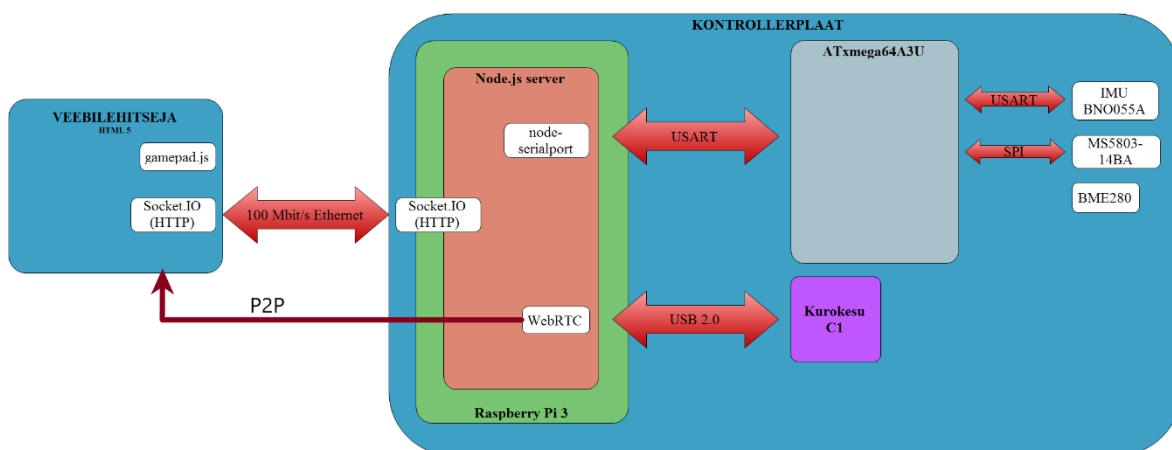 KONTROLLERPLAAT
ATxmega64A3U
Node.js server
VEEBILEHITSEJA
HTML 5
gamepad.js
Socket.IO
(HTTP)
100 Mbit/s Ethernet
Socket.IO
(HTTP)
node-
serialport
USART
USART
IMU
BNO055A
SPI
MS5803-
14BA
BME280
P2P
WebRTC
USB 2.0
Kurokesu
C1
Raspberry Pi 3